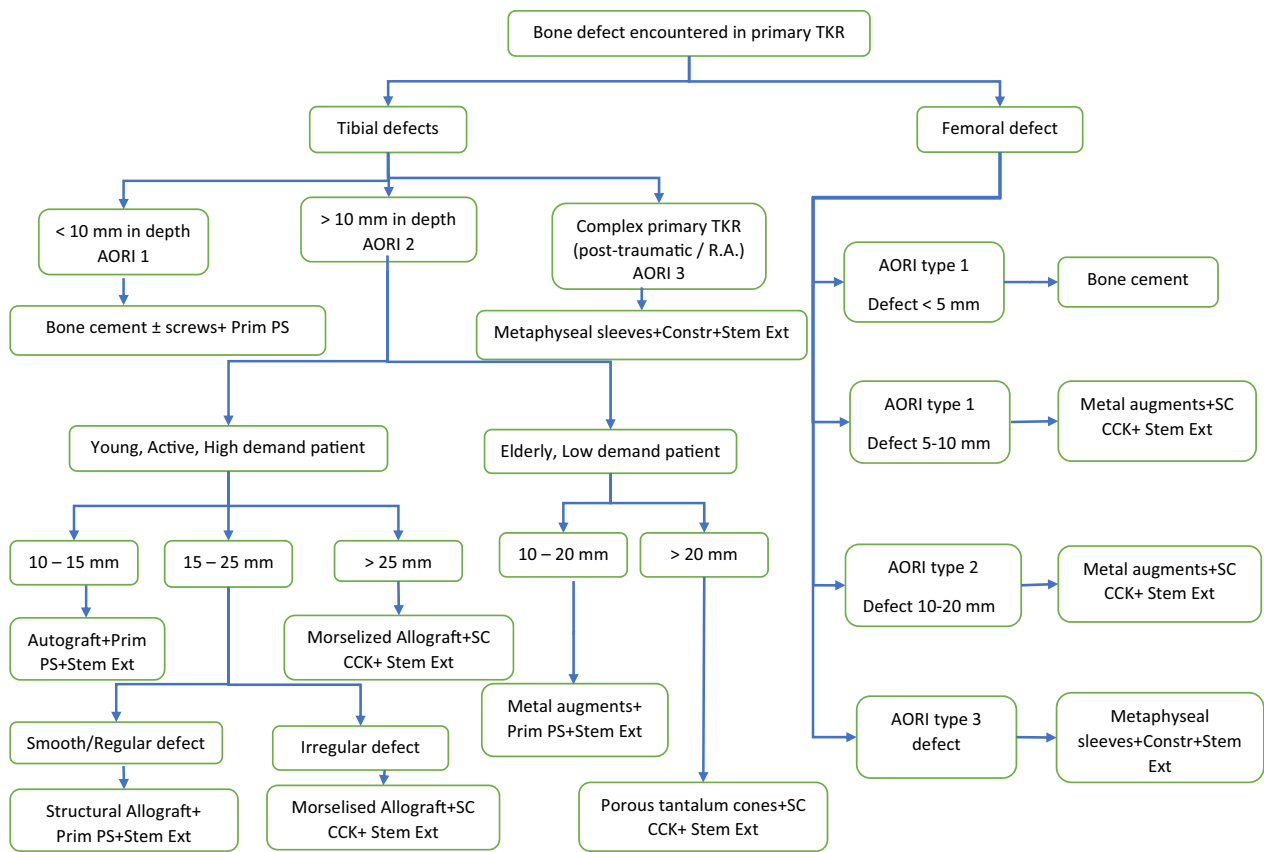 Bone defect encountered in primary TKR
Tibial defects
Femoral defect
< 10 mm in depth
AORI 1
> 10 mm in depth
AORI 2
Complex primary TKR
(post-traumatic / R.A.)
AORI 3
Bone cement ± screws+ Prim PS
Metaphyseal sleeves+Constr+Stem Ext
AORI type 1
Defect < 5 mm
Bone cement
AORI type 1
Defect 5-10 mm
Metal augments+SC
CCK+ Stem Ext
Young, Active, High demand patient
Elderly, Low demand patient
10 – 15 mm
15 – 25 mm
> 25 mm
10 – 20 mm
> 20 mm
AORI type 2
Defect 10-20 mm
Metal augments+SC
CCK+ Stem Ext
Autograft+Prim
PS+Stem Ext
Morselized Allograft+SC
CCK+ Stem Ext
Metal augments+
Prim PS+Stem Ext
Smooth/Regular defect
Irregular defect
AORI type 3
defect
Metaphyseal
sleeves+Constr+Stem
Ext
Structural Allograft+
Prim PS+Stem Ext
Morselised Allograft+SC
CCK+ Stem Ext
Porous tantalum cones+SC
CCK+ Stem Ext